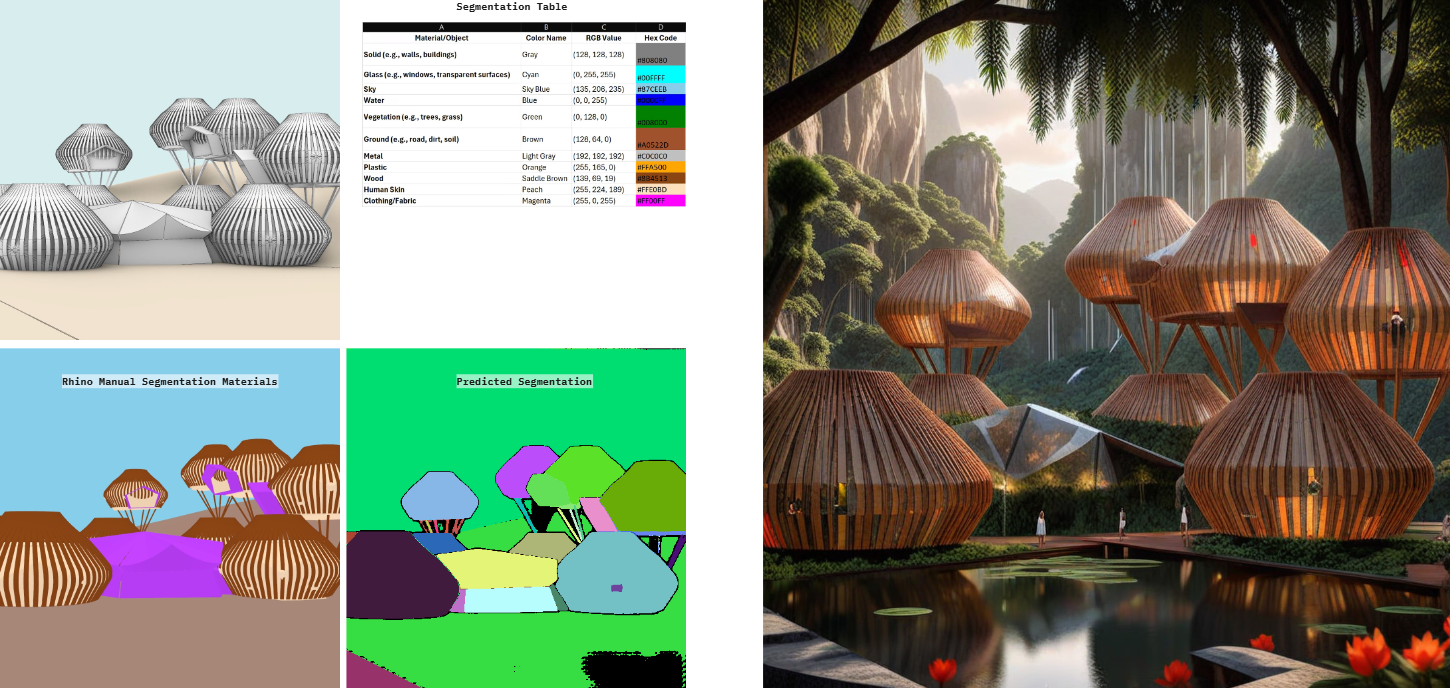 Segmentation Table
A B C D
Material/Object Color Name RGB Value Hex Code
Solid (e.g., walls, buildings) Gray (128, 128, 128) #808080
Glass (e.g., windows, transparent surfaces) Cyan (0, 255, 255) #00FFFF
Sky Sky Blue (135, 206, 235) #87CEEB
Water Blue (0, 0, 255)
Vegetation (e.g., trees, grass) Green (0, 128, 0) #008000
Ground (e.g., road, dirt, soil) Brown (128, 64, 0) #A0522D
Metal Light Gray (192, 192, 192) #C0C0C0
Plastic Orange (255, 165, 0) #FFA500
Wood Saddle Brown (139, 69, 19) #8B4513
Human Skin Peach (255, 224, 189) #FFE0BD
Clothing/Fabric Magenta (255, 0, 255) #FF00FF
Rhino Manual Segmentation Materials
Predicted Segmentation